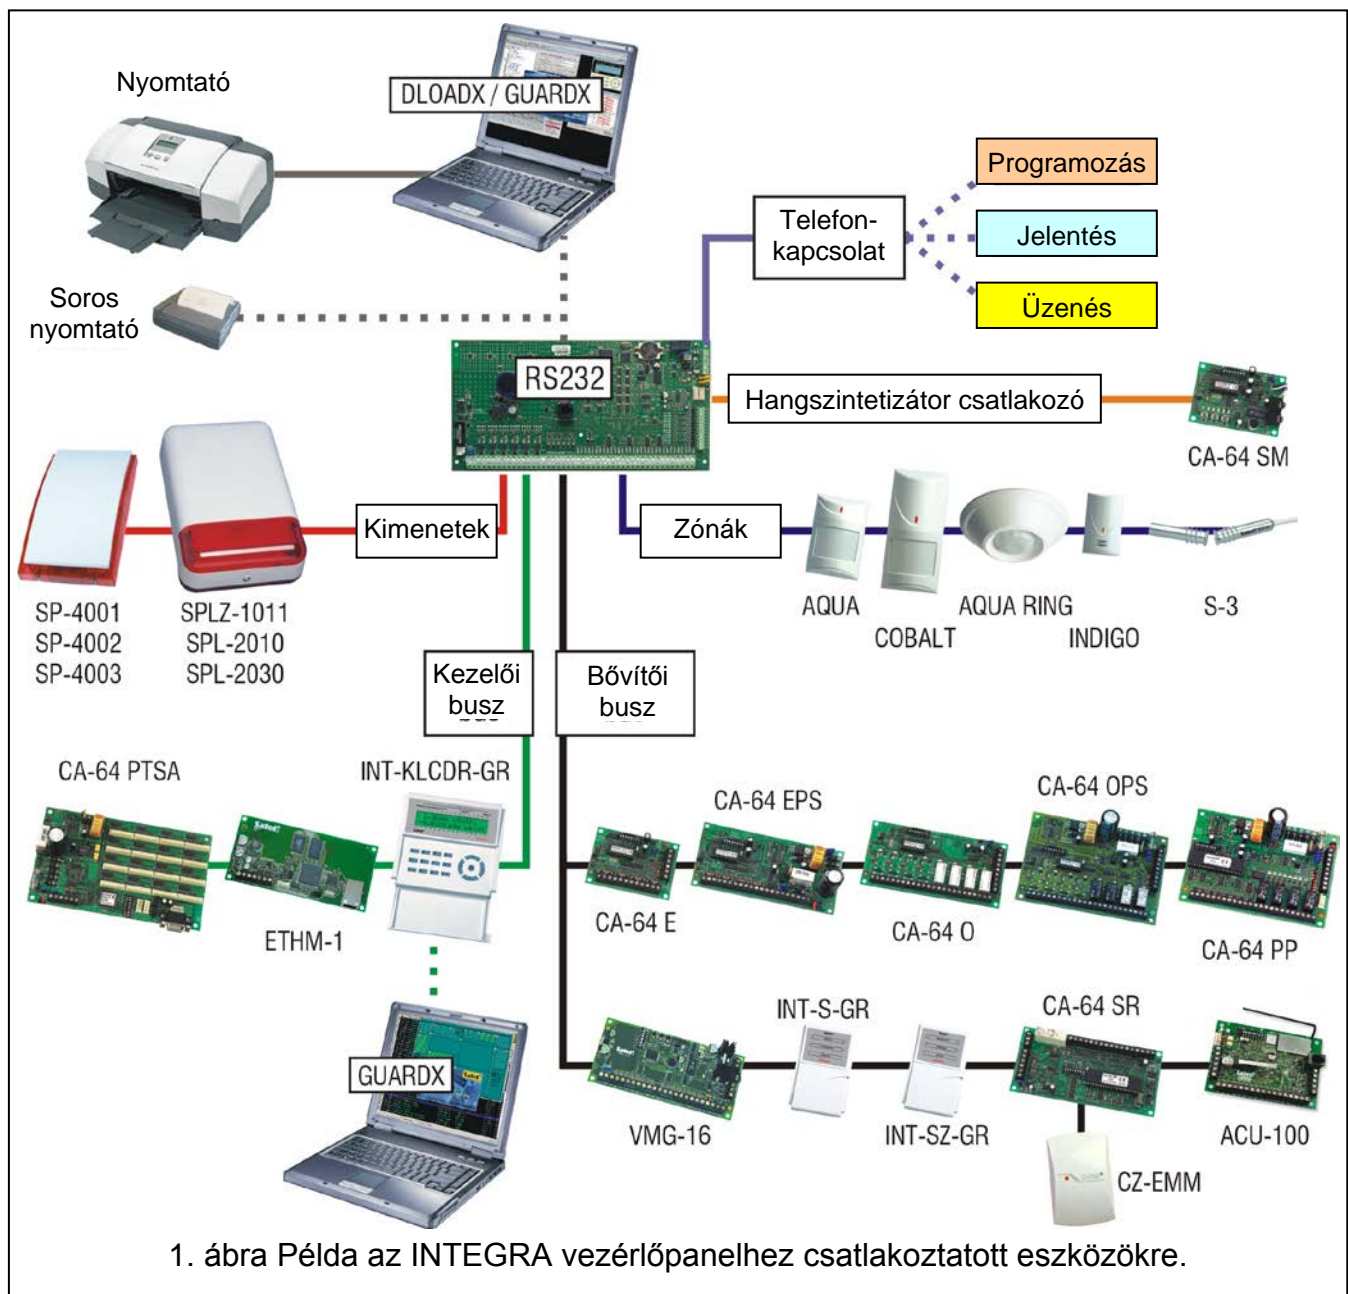 Nyomtató
DLOADX / GUARDX
Programozás
Telefon-
kapcsolat
Jelentés
Üzenés
Soros
nyomtató
RS232
Hangszintetizátor csatlakozó
CA-64 SM
Kimenetek
Zónák
SP-4001
SP-4002
SP-4003
SPLZ-1011
SPL-2010
SPL-2030
AQUA
COBALT
AQUA RING
INDIGO
S-3
Kezelői
busz
Bővítői
busz
CA-64 PTSA
ETHM-1
INT-KLCDR-GR
CA-64 E
CA-64 EPS
CA-64 O
CA-64 OPS
CA-64 PP
GUARDX
VMG-16
INT-S-GR
INT-SZ-GR
CA-64 SR
CZ-EMM
ACU-100
1. ábra Példa az INTEGRA vezérlőpanelhez csatlakoztatott eszközökre.